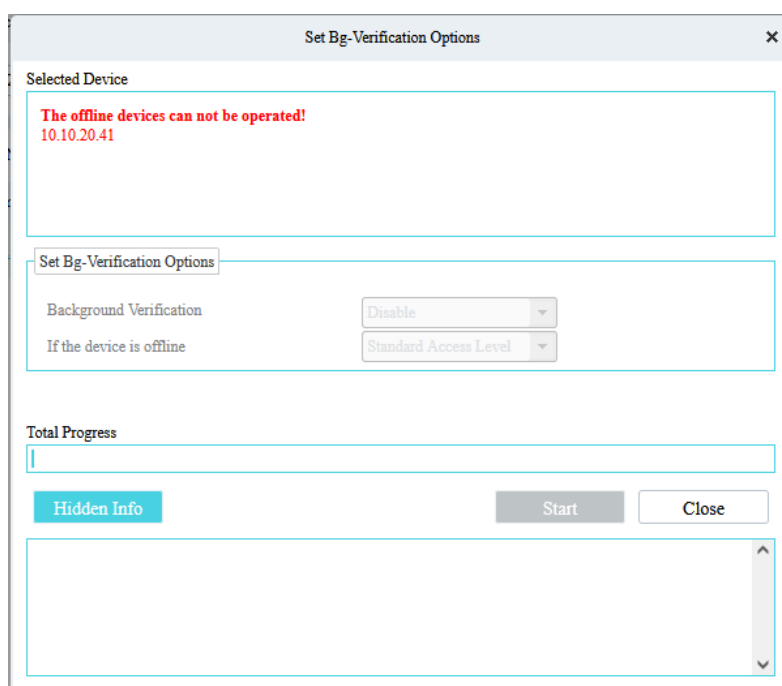 Set Bg-Verification Options
Selected Device
The offline devices can not be operated!
10.10.20.41
Set Bg-Verification Options
Background Verification
Disable
If the device is offline
Standard Access Level
Total Progress
Hidden Info
Start
Close